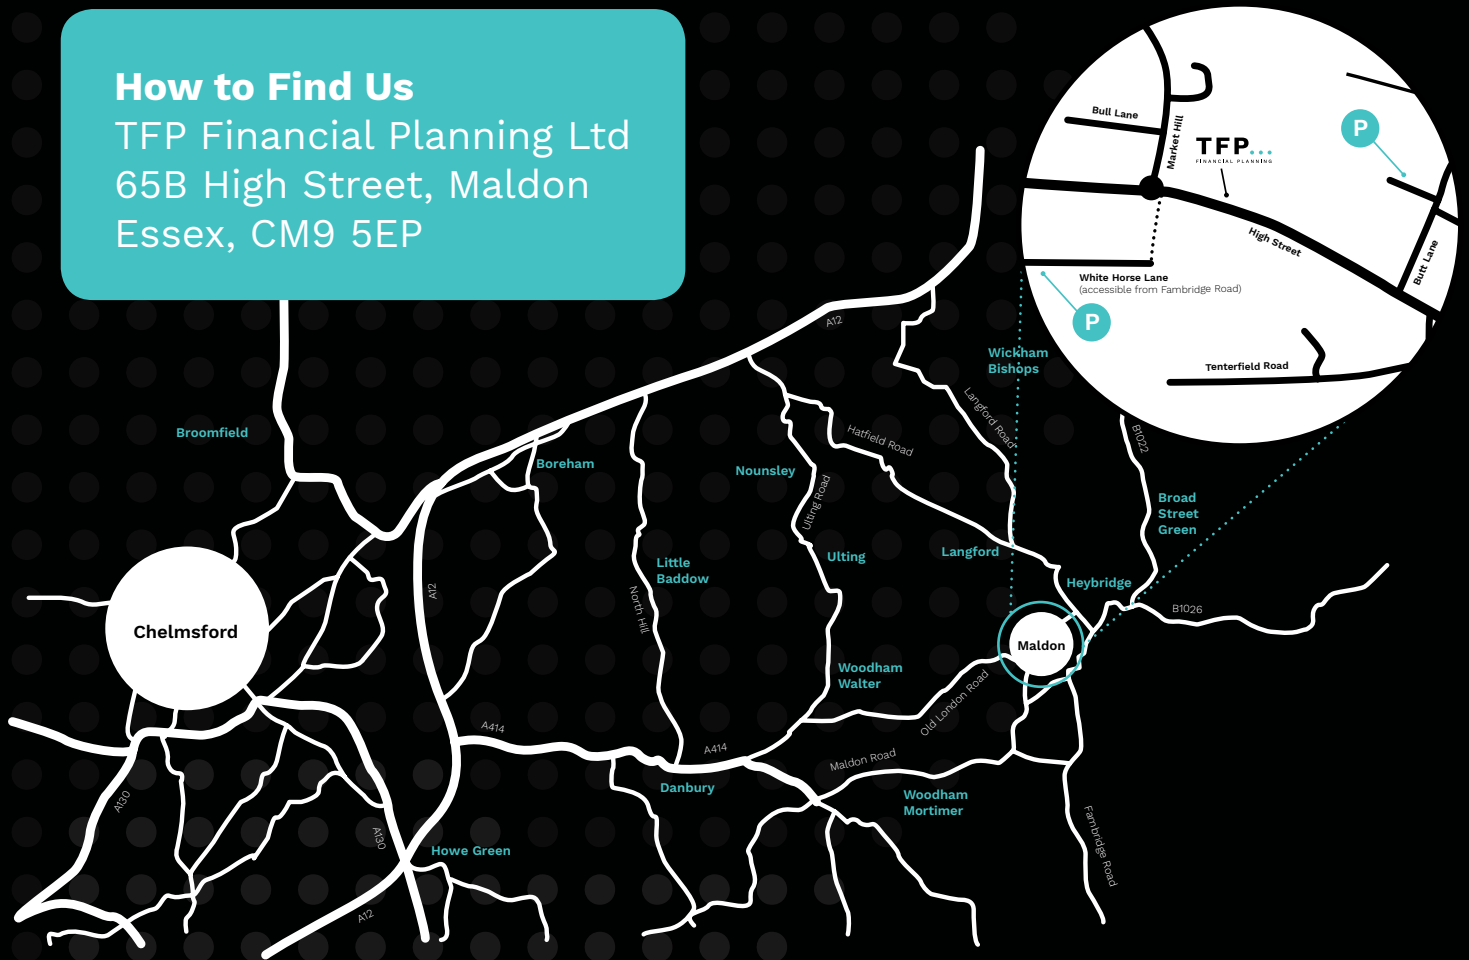 How to Find Us
TFP Financial Planning Ltd
65B High Street, Maldon
Essex, CM9 5EP
Bull Lane
Market Hill
TFP...
FINANCIAL PLANNING
P
High Street
Butt Lane
White Horse Lane
(accessible from Fambridge Road)
P
Tenterfield Road
A12
Wickham
Bishops
Langford Road
Broomfield
Hatfield Road
B1022
Boreham
Nounsley
Ulting Road
Broad
Street
Green
Langford
Ulting
Little
Baddow
Heybridge
A12
North Hill
B1026
Chelmsford
Maldon
Woodham
Walter
Old London Road
A414
A414
Maldon Road
Danbury
Woodham
Mortimer
A130
A130
Howe Green
Fambridge Road
A12